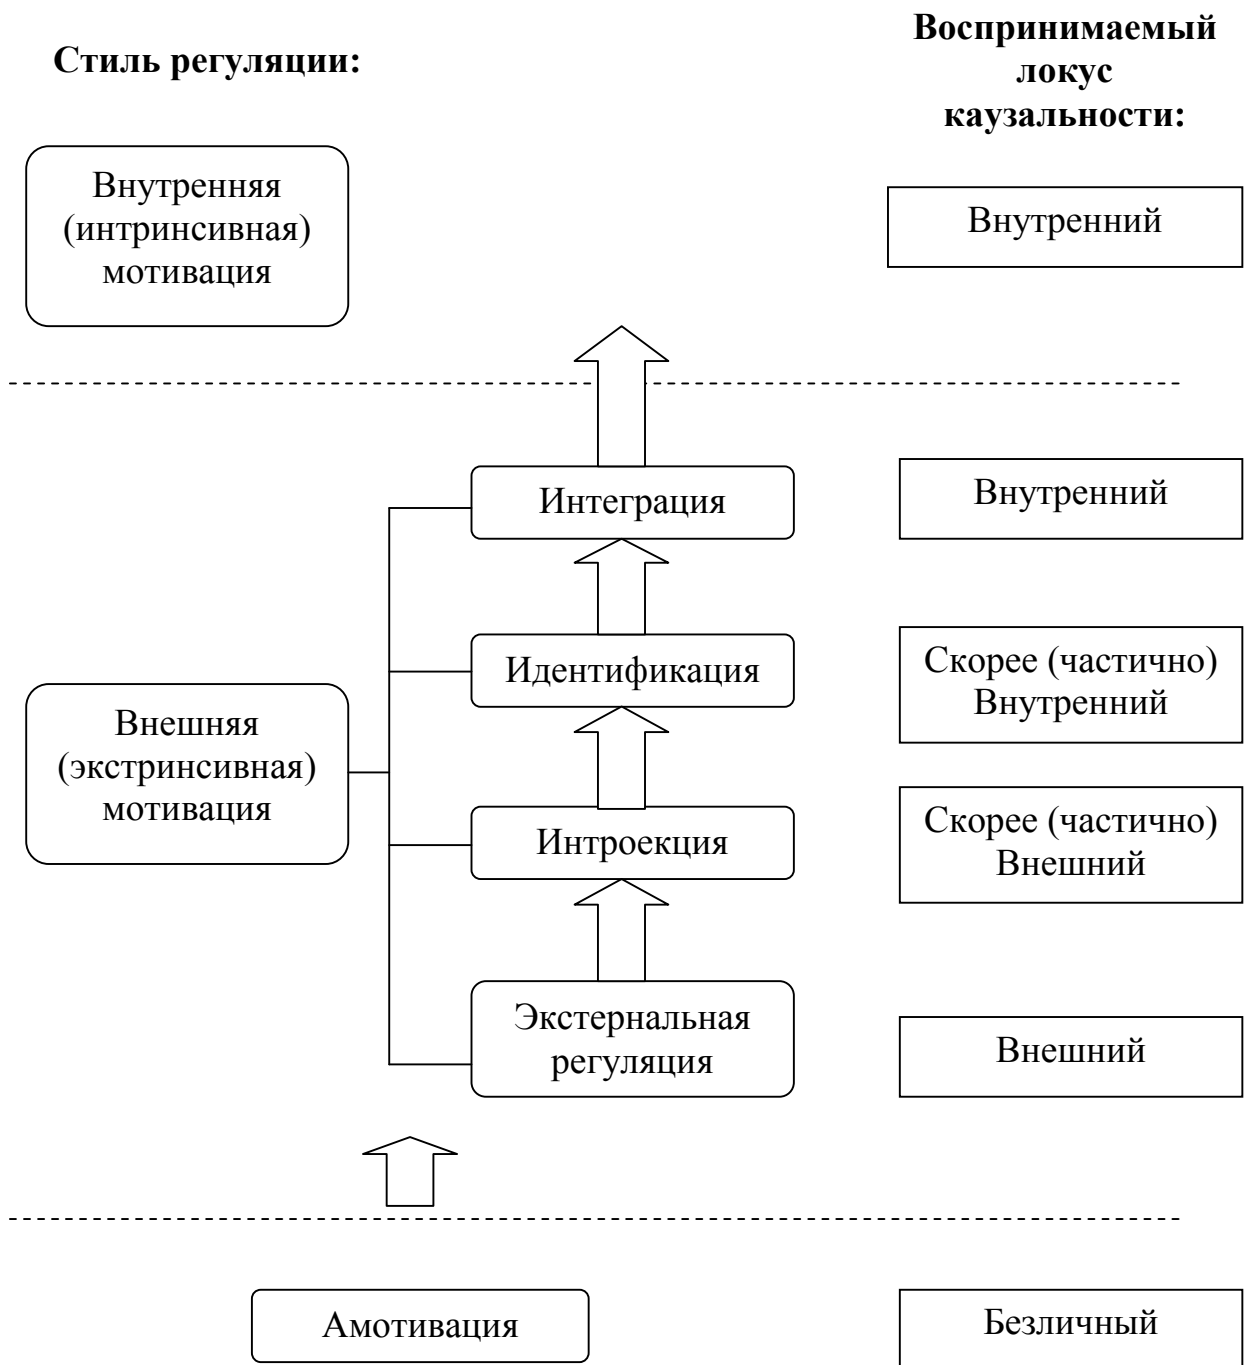 Стиль регуляции:
Воспринимаемый
локус
каузальности:
Внутренняя
(интринсивная)
мотивация
Внутренний
Интеграция
Внутренний
Идентификация
Скорее (частично)
Внутренний
Внешняя
(экстринсивная)
мотивация
Интроекция
Скорее (частично)
Внешний
Экстернальная
регуляция
Внешний
Амотивация
Безличный